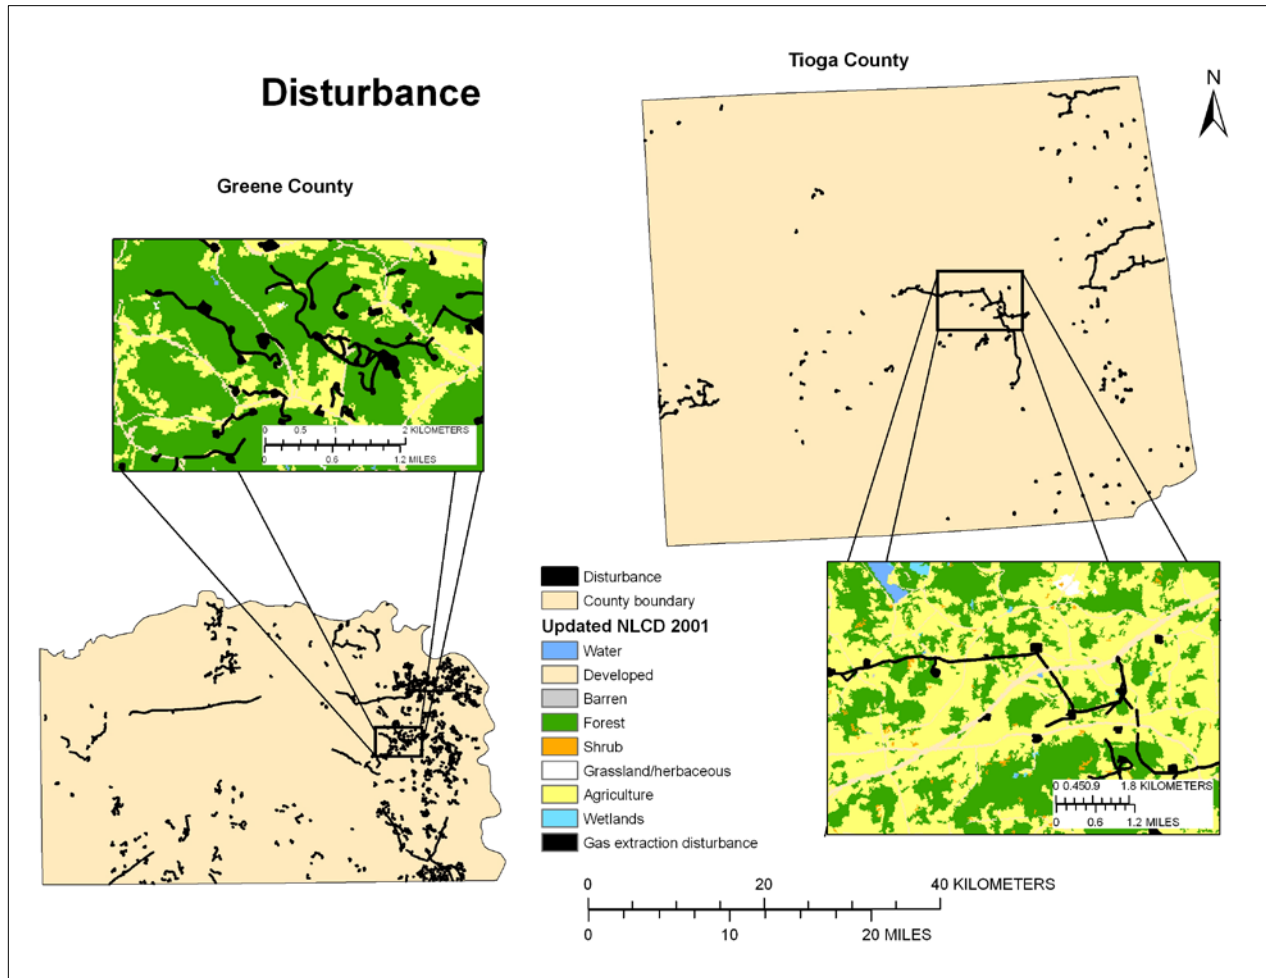 Disturbance
Tioga County
N
Greene County
0 0.5 1 2 KILOMETERS
0 0.6 1.2 MILES
Disturbance
County boundary
Updated NLCD 2001
Water
Developed
Barren
Forest
Shrub
Grassland/herbaceous
Agriculture
Wetlands
Gas extraction disturbance
0 0.450.9 1.8 KILOMETERS
0 0.6 1.2 MILES
0 20 40 KILOMETERS
0 10 20 MILES